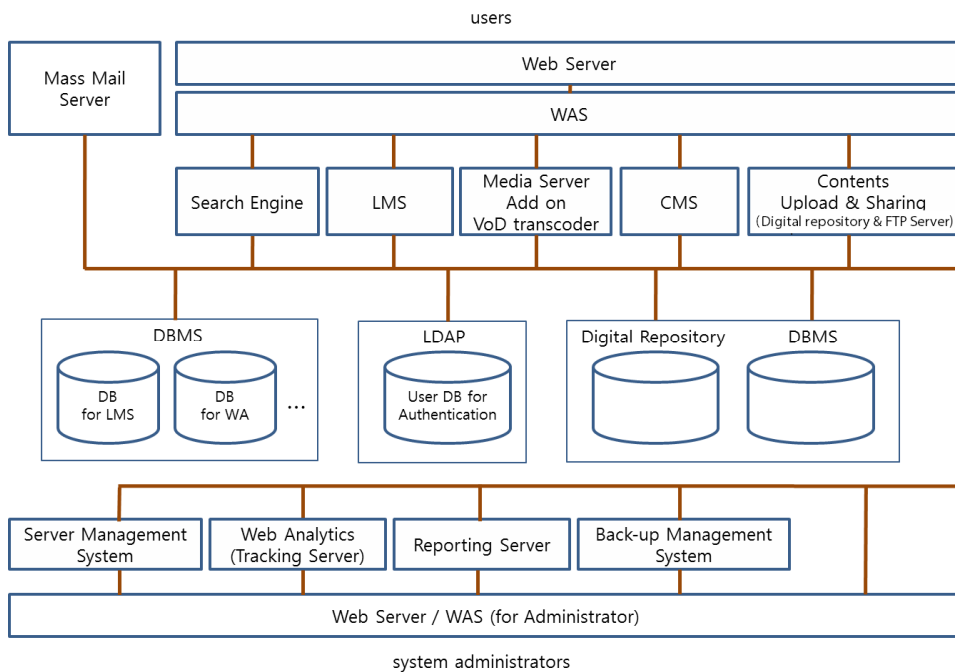 users
Mass Mail
Server
Web Server
WAS
Search Engine
LMS
Media Server
Add on
VoD transcoder
CMS
Contents
Upload & Sharing
(Digital repository & FTP Server)
DBMS
DB
for LMS
DB
for WA
...
LDAP
User DB for
Authentication
Digital Repository
DBMS
Server Management
System
Web Analytics
(Tracking Server)
Reporting Server
Back-up Management
System
Web Server / WAS (for Administrator)
system administrators